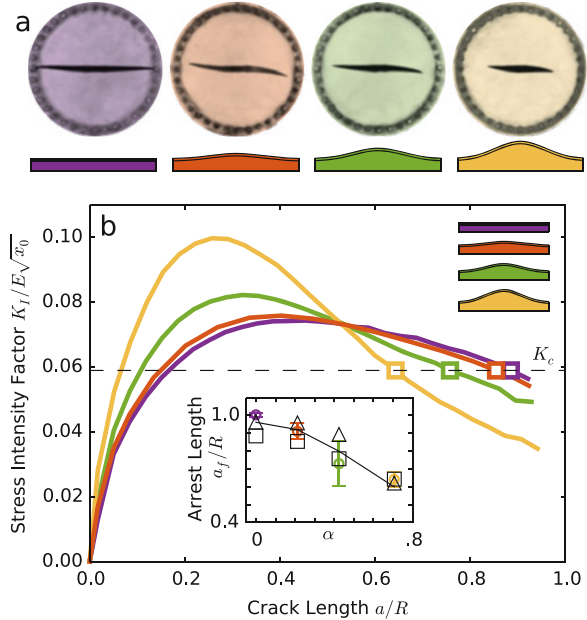 a
b
Stress Intensity Factor K_I/E√x_0
0.10
0.08
0.06
0.04
0.02
0.00
K_c
Arrest Length a_f/R
1.0
0.4
0
α
.8
0.0
0.2
0.4
0.6
0.8
1.0
Crack Length a/R